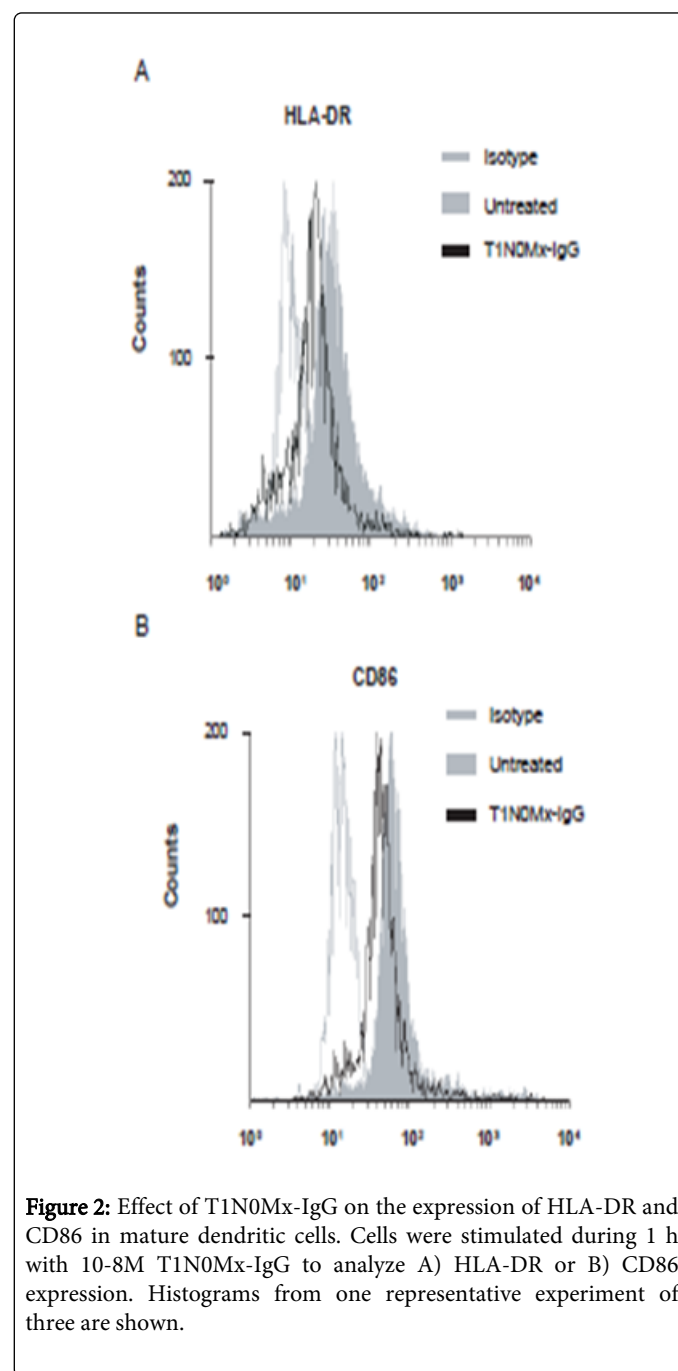 A
HLA-DR
Isotype
Untreated
T1N0Mx-IgG
200
100
Counts
10⁰ 10¹ 10² 10³ 10⁴
B
CD86
Isotype
Untreated
T1N0Mx-IgG
200
100
Counts
10⁰ 10¹ 10² 10³ 10⁴
Figure 2: Effect of T1N0Mx-IgG on the expression of HLA-DR and
CD86 in mature dendritic cells. Cells were stimulated during 1 h
with 10-8M T1N0Mx-IgG to analyze A) HLA-DR or B) CD86
expression. Histograms from one representative experiment of
three are shown.